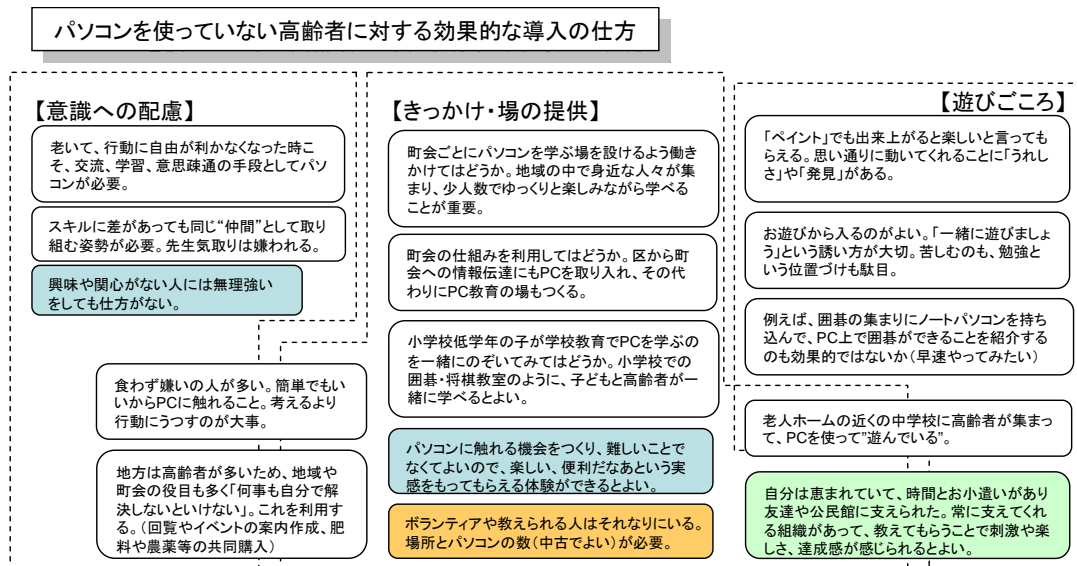 パソコンを使っていない高齢者に対する効果的な導入の仕方
【意識への配慮】
老いて、行動に自由が利かなくなった時こ
そ、交流、学習、意思疎通の手段としてパソ
コンが必要。
スキルに差があっても同じ“仲間”として取り
組む姿勢が必要。先生気取りは嫌われる。
興味や関心がない人には無理強い
をしても仕方がない。
食わず嫌いの人が多い。簡単でもい
いからPCに触れること。考えるより
行動にうつすのが大事。
地方は高齢者が多いため、地域や
町会の役目も多く「何事も自分で解
決しないといけない」。これを利用す
る。（回覧やイベントの案内作成、肥
料や農薬等の共同購入）
【きっかけ・場の提供】
町会ごとにパソコンを学ぶ場を設けるよう働き
かけてはどうか。地域の中で身近な人々が集
まり、少人数でゆっくりと楽しみながら学べる
ことが重要。
町会の仕組みを利用してはどうか。区から町
会への情報伝達にもPCを取り入れ、その代
わりにPC教育の場もつくる。
小学校低学年の子が学校教育でPCを学ぶの
を一緒にのぞいてみてはどうか。小学校での
囲碁・将棋教室のように、子どもと高齢者が一
緒に学べるとよい。
パソコンに触れる機会をつくり、難しいことで
なくてよいので、楽しい、便利だなあという実
感をもってもらえる体験ができるとよい。
ボランティアや教えられる人はそれなりにいる。
場所とパソコンの数（中古でよい）が必要。
【遊びごころ】
「ペイント」でも出来上がると楽しいと言っても
らえる。思い通りに動いてくれることに「うれし
さ」や「発見」がある。
お遊びから入るのがよい。「一緒に遊びましょ
う」という誘い方が大切。苦しむのも、勉強と
いう位置づけも駄目。
例えば、囲碁の集まりにノートパソコンを持ち
込んで、PC上で囲碁ができることを紹介する
のも効果的ではないか（早速やってみたい）
老人ホームの近くの中学校に高齢者が集まっ
て、PCを使って”遊んでいる”。
自分は恵まれていて、時間とお小遣いがあり
友達や公民館に支えられた。常に支えてくれ
る組織があって、教えてもらうことで刺激や楽
しさ、達成感が感じられるとよい。